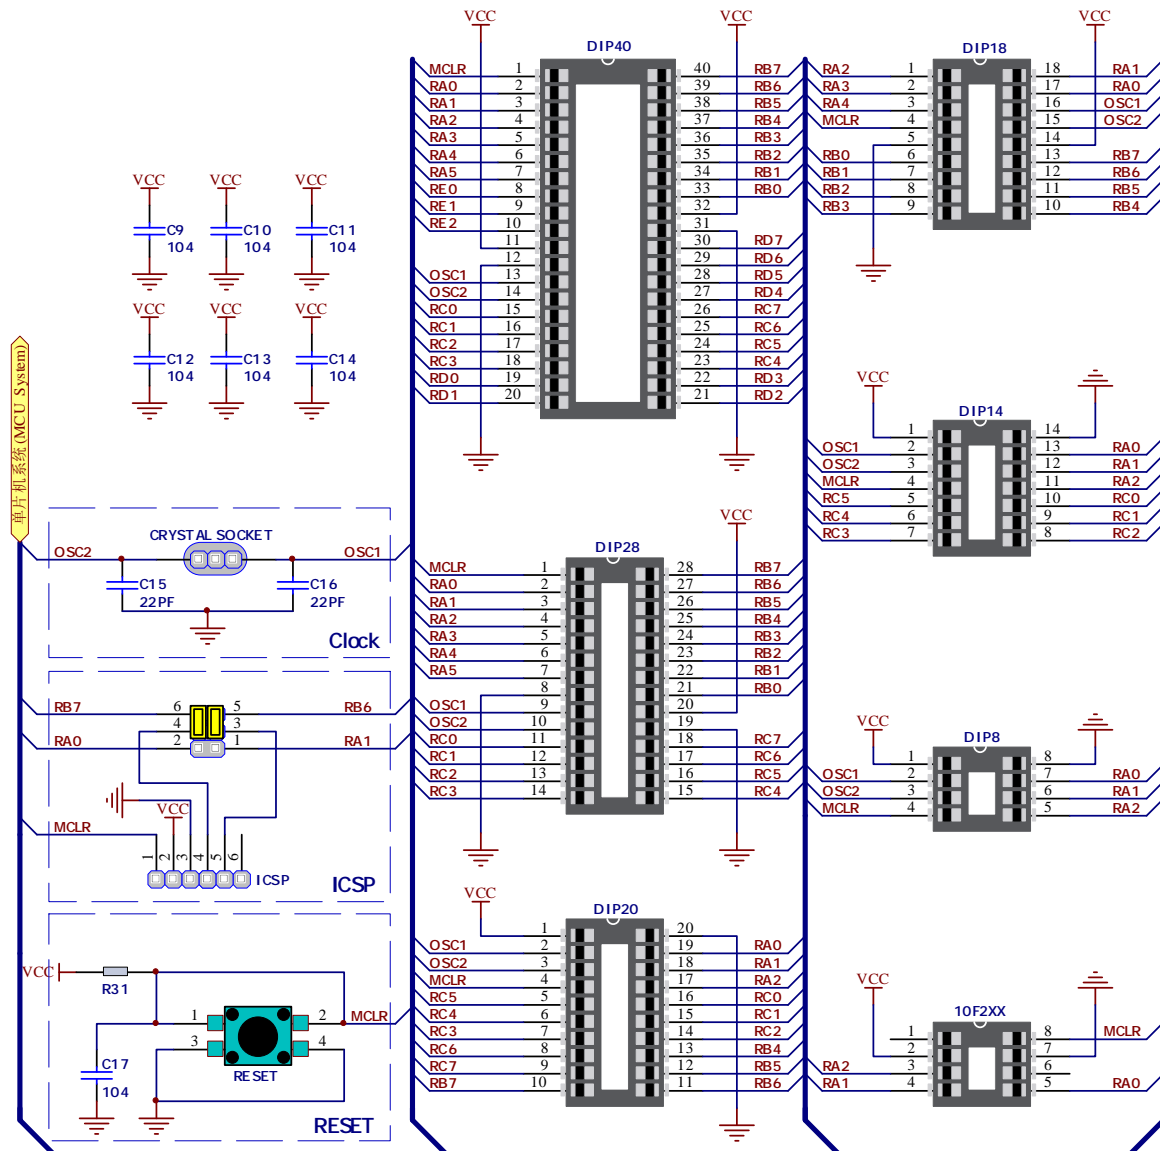 单片机系统(MCU System)
VCC
C9
104
VCC
C10
104
VCC
C11
104
VCC
C12
104
VCC
C13
104
VCC
C14
104
OSC2
CRYSTAL SOCKET
OSC1
C15
22PF
C16
22PF
Clock
RB7
6
5
RB6
4
3
RA0
2
1
RA1
VCC
MCLR
1
2
3
4
5
6
ICSP
ICSP
VCC
R31
1
2
MCLR
3
4
C17
104
RESET
RESET
VCC
VCC
DIP40
MCLR 1 40 RB7
RA0 2 39 RB6
RA1 3 38 RB5
RA2 4 37 RB4
RA3 5 36 RB3
RA4 6 35 RB2
RA5 7 34 RB1
RE0 8 33 RB0
RE1 9 32
RE2 10 31
11 30 RD7
12 29 RD6
OSC1 13 28 RD5
OSC2 14 27 RD4
RC0 15 26 RC7
RC1 16 25 RC6
RC2 17 24 RC5
RC3 18 23 RC4
RD0 19 22 RD3
RD1 20 21 RD2
VCC
DIP28
MCLR 1 28 RB7
RA0 2 27 RB6
RA1 3 26 RB5
RA2 4 25 RB4
RA3 5 24 RB3
RA4 6 23 RB2
RA5 7 22 RB1
8 21 RB0
OSC1 9 20
OSC2 10 19
RC0 11 18 RC7
RC1 12 17 RC6
RC2 13 16 RC5
RC3 14 15 RC4
VCC
DIP20
1 20
OSC1 2 19 RA0
OSC2 3 18 RA1
MCLR 4 17 RA2
RC5 5 16 RC0
RC4 6 15 RC1
RC3 7 14 RC2
RC6 8 13 RB4
RC7 9 12 RB5
RB7 10 11 RB6
VCC
DIP18
RA2 1 18 RA1
RA3 2 17 RA0
RA4 3 16 OSC1
MCLR 4 15 OSC2
5 14
RB0 6 13 RB7
RB1 7 12 RB6
RB2 8 11 RB5
RB3 9 10 RB4
VCC
DIP14
1 14
OSC1 2 13 RA0
OSC2 3 12 RA1
MCLR 4 11 RA2
RC5 5 10 RC0
RC4 6 9 RC1
RC3 7 8 RC2
VCC
DIP8
1 8
OSC1 2 7 RA0
OSC2 3 6 RA1
MCLR 4 5 RA2
VCC
10F2XX
1 8 MCLR
2 7
RA2 3 6
RA1 4 5 RA0